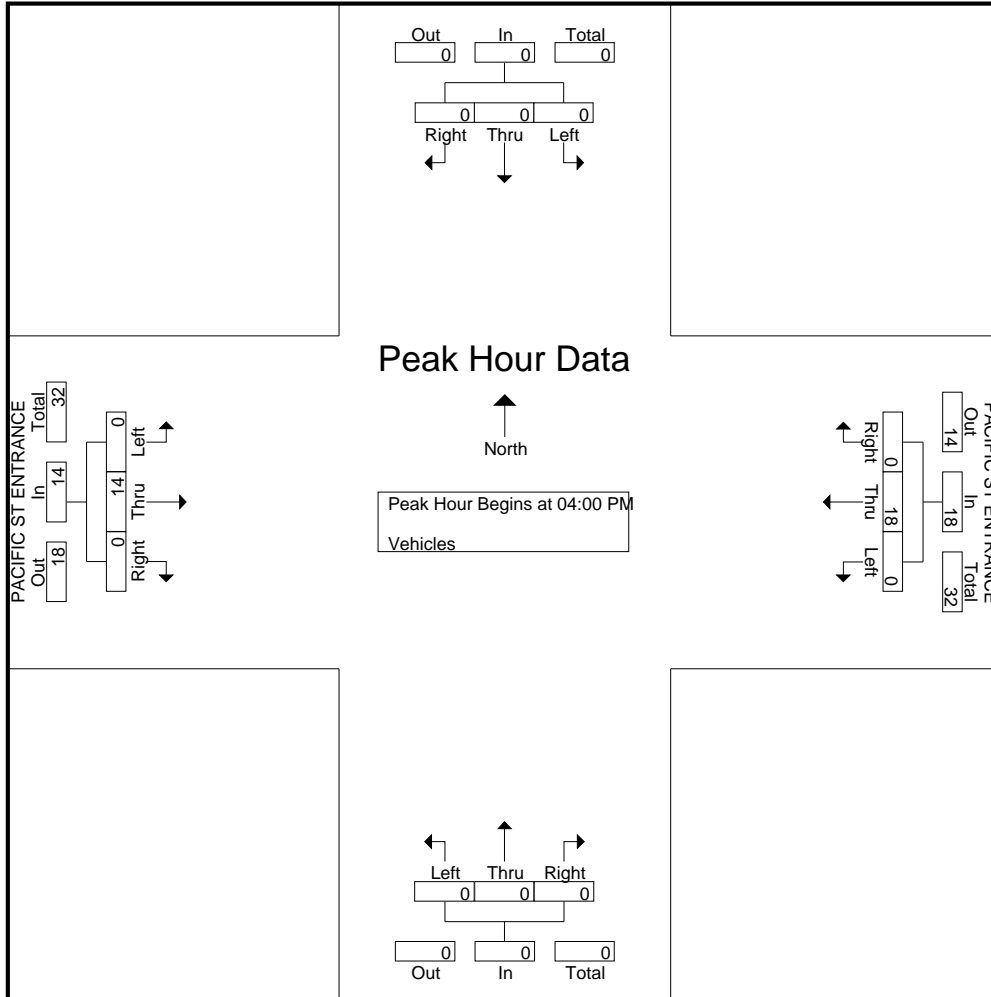 Out In Total
0 0 0
0 0 0
Right Thru Left
Peak Hour Data
North
Peak Hour Begins at 04:00 PM
Vehicles
PACIFIC ST ENTRANCE
Out In Total
18 14 32
0 14 0
Right Thru Left
PACIFIC ST ENTRANCE
Out In Total
14 18 32
0 18 0
Right Thru Left
Left Thru Right
0 0 0
0 0 0
Out In Total